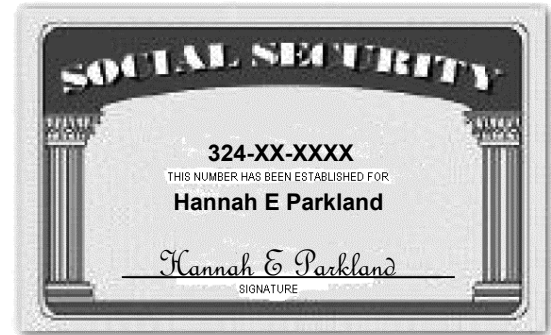 SOCIAL SECURITY
324-XX-XXXX
THIS NUMBER HAS BEEN ESTABLISHED FOR
Hannah E Parkland
Hannah E Parkland
SIGNATURE